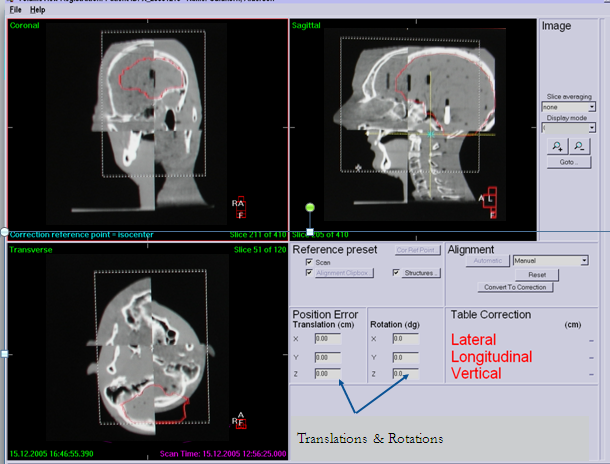 File Help
Coronal
Sagittal
Image
Slice averaging
none
Display mode
Goto ..
RA
F
A L
F
Correction reference point = isocenter
Slice 211 of 410
Slice 205 of 410
Transverse
Slice 51 of 120
Reference preset
Cor Ref Point..
Scan
Alignment Clipbox...
Structures ..
Alignment
Automatic
Manual
Reset
Convert To Correction
Position Error
Translation (cm)
Rotation (dg)
X 0.00
X 0.0
Y 0.00
Y 0.0
Z 0.00
Z 0.0
Table Correction
(cm)
Lateral –
Longitudinal –
Vertical –
A
R F
15.12.2005 16:46:55.390
Scan Time: 15.12.2005 12:56:25.000
Translations & Rotations